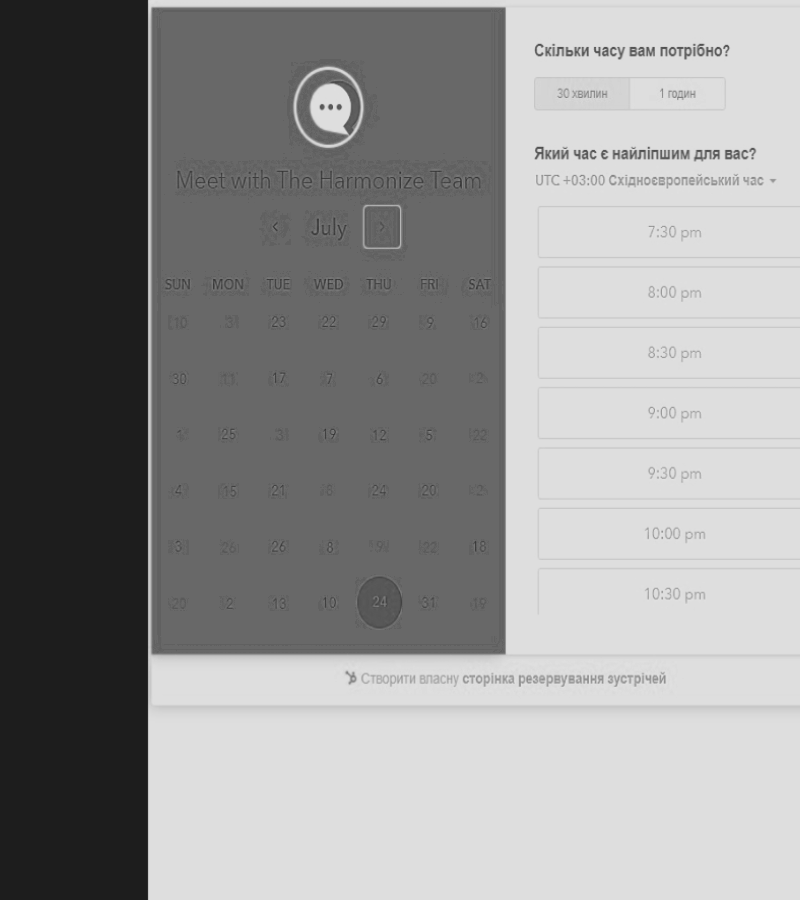 Meet with The Harmonize Team
July
SUN MON TUE WED THU FRI SAT
10 31 23 22 29 9 16
30 11 17 7 6 20 2
1 25 31 19 12 5 22
4 15 21 8 24 20 25
3 26 26 8 9 22 18
20 2 13 10 24 31 19
Скільки часу вам потрібно?
30 хвилин 1 годин
Який час є найліпшим для вас?
UTC +03:00 Східноєвропейський час
7:30 pm
8:00 pm
8:30 pm
9:00 pm
9:30 pm
10:00 pm
10:30 pm
Створити власну сторінка резервування зустрічей